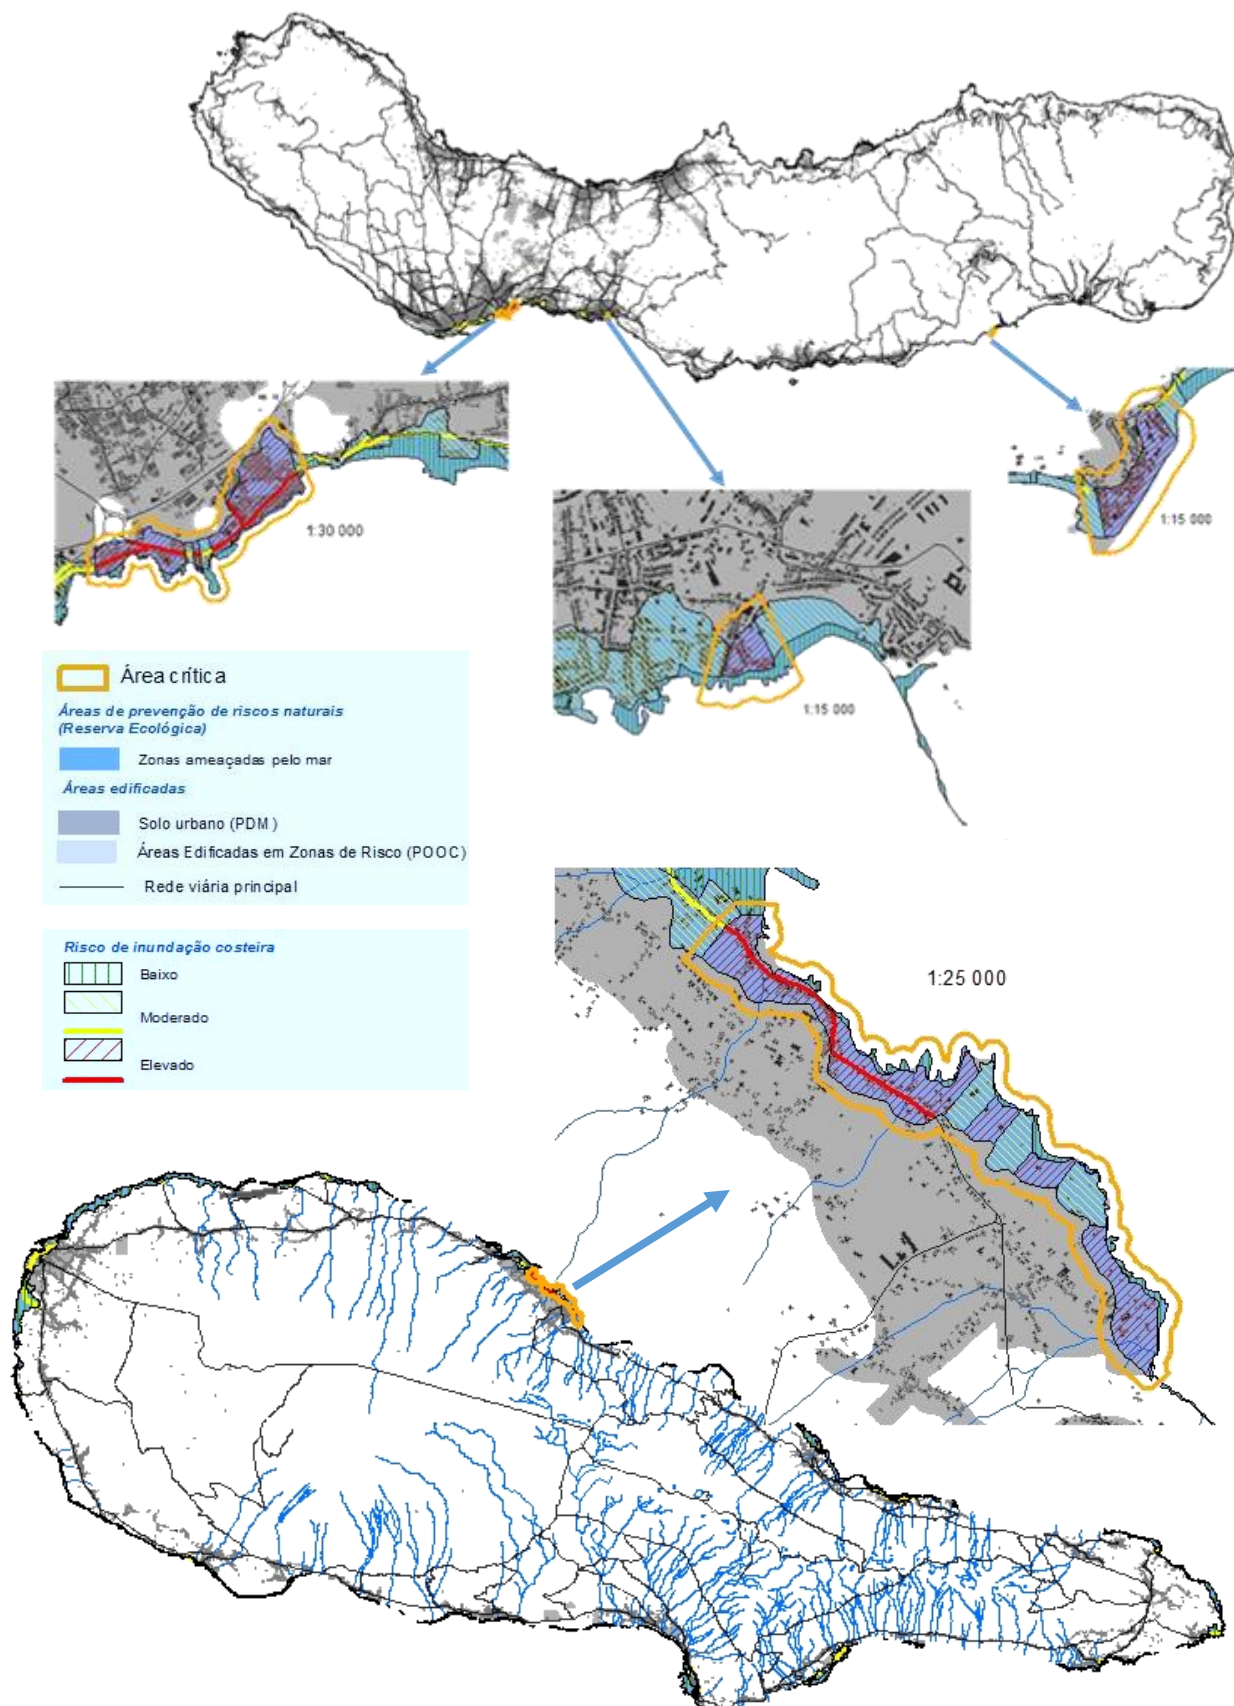 1:30 000
1:15 000
1:15 000
Área crítica
Áreas de prevenção de riscos naturais
(Reserva Ecológica)
Zonas ameaçadas pelo mar
Áreas edificadas
Solo urbano (PDM)
Áreas Edificadas em Zonas de Risco (POOC)
Rede viária principal
Risco de inundação costeira
Baixo
Moderado
Elevado
1:25 000